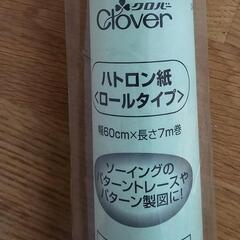 クロバー
Clover
ハトロン紙
<ロールタイプ>
幅60cm×長さ7m巻
ソーイングの
パターントレースや
パターン製図に!